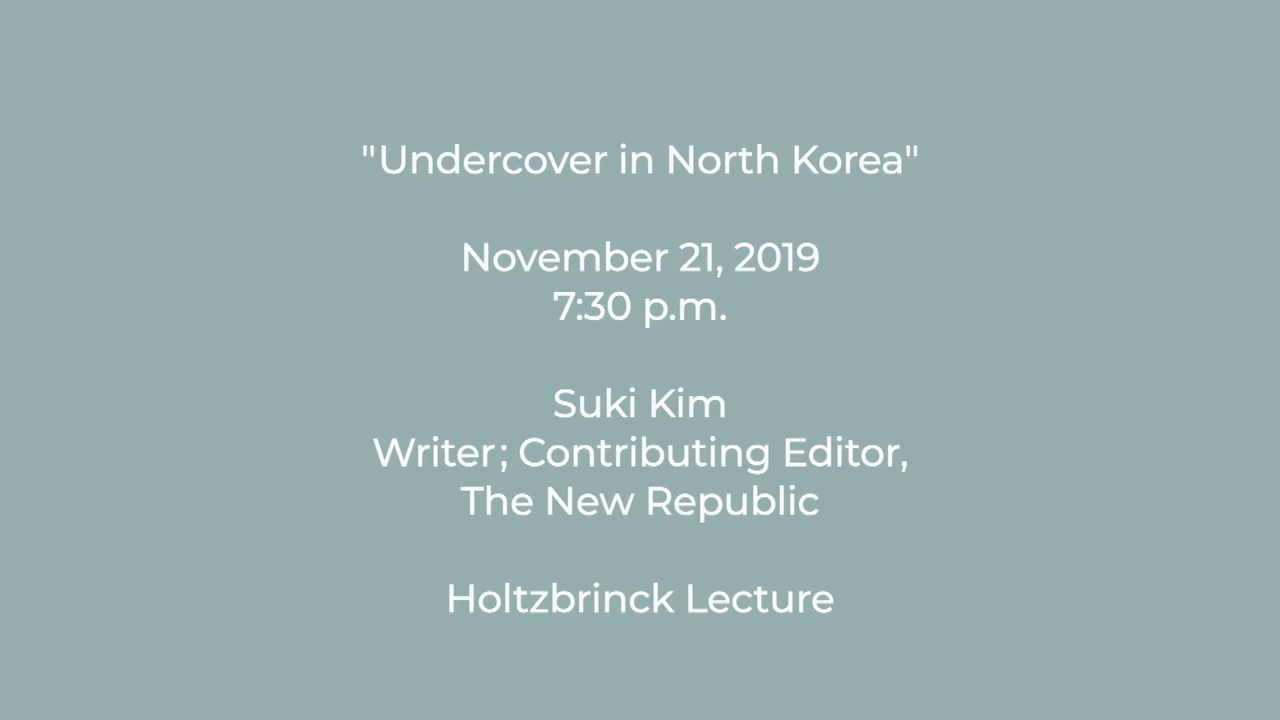 "Undercover in North Korea"
November 21, 2019
7:30 p.m.
Suki Kim
Writer; Contributing Editor,
The New Republic
Holtzbrinck Lecture